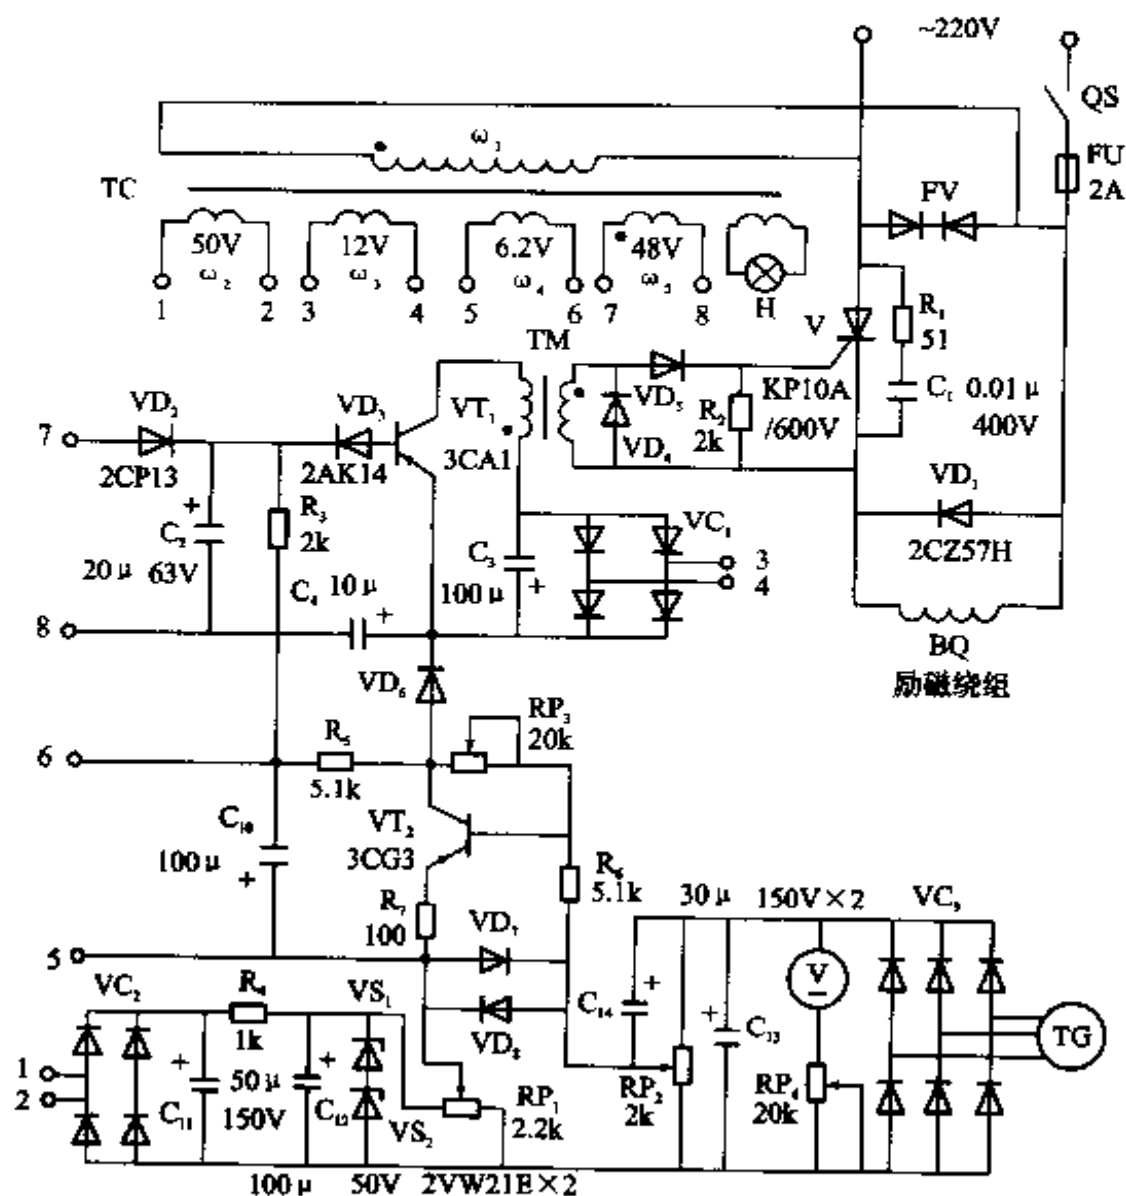 ~220V
QS
FU
2A
FV
ω₁
TC
50V
ω₂
12V
ω₃
6.2V
ω₄
48V
ω₅
H
1
2
3
4
5
6
7
8
V
R₁
51
C₁
0.01μ
400V
KP10A
/600V
TM
VD₅
VD₄
R₂
2k
VT₁
3CA1
VD₂
2CP13
VD₃
2AK14
7
C₂
20μ
63V
R₃
2k
C₄
10μ
C₃
100μ
VC₁
3
4
VD₁
2CZ57H
BQ
励磁绕组
8
VD₆
RP₃
20k
6
R₅
5.1k
C₁₀
100μ
VT₂
3CG3
R₆
5.1k
R₇
100
5
VD₇
VD₈
30μ
150V×2
VC₃
V
C₁₄
C₁₃
TG
RP₂
2k
RP₄
20k
VC₂
R₄
1k
VS₁
1
2
C₁₁
50μ
150V
C₁₂
VS₂
RP₁
2.2k
100μ
50V
2VW21E×2